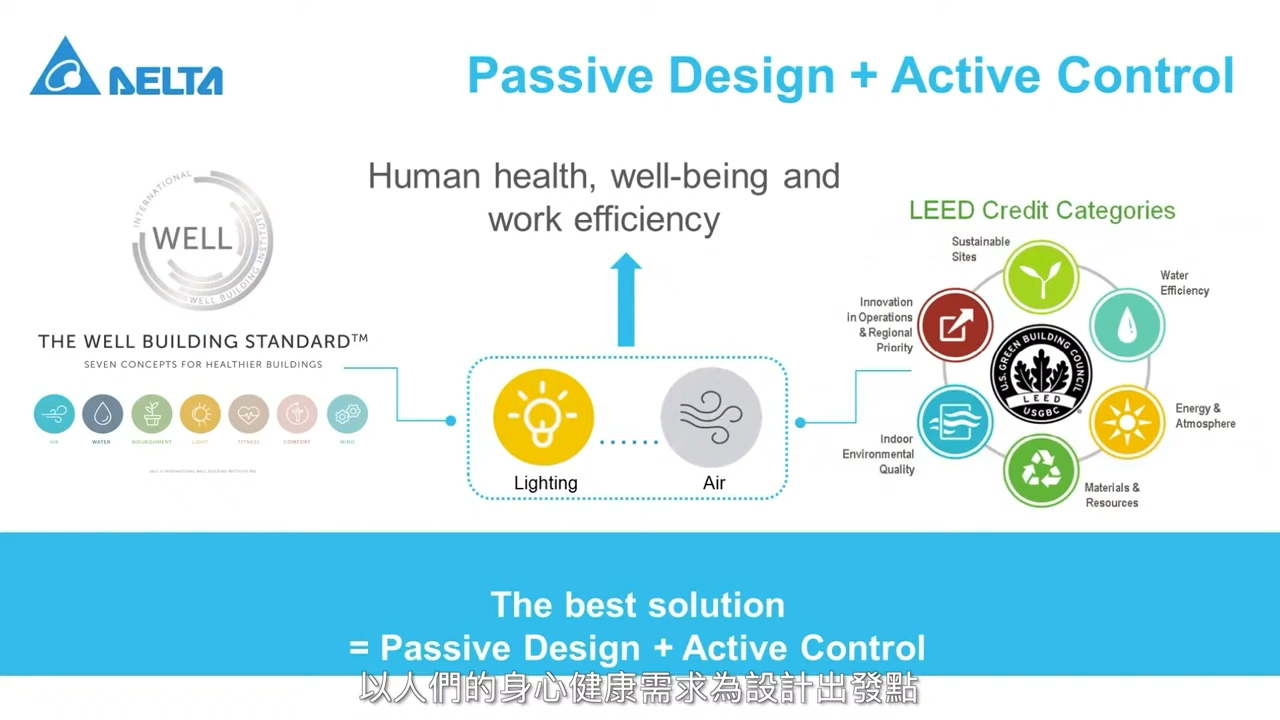 DELTA
Passive Design + Active Control
Human health, well-being and
work efficiency
INTERNATIONAL
WELL
WELL BUILDING INSTITUTE
THE WELL BUILDING STANDARD™
SEVEN CONCEPTS FOR HEALTHIER BUILDINGS
AIR
WATER
NOURISHMENT
LIGHT
FITNESS
COMFORT
MIND
Lighting
Air
LEED Credit Categories
Sustainable
Sites
Water
Efficiency
Innovation
in Operations
& Regional
Priority
U.S. GREEN BUILDING COUNCIL
LEED
USGBC
Energy &
Atmosphere
Indoor
Environmental
Quality
Materials &
Resources
The best solution
= Passive Design + Active Control
以人們的身心健康需求為設計出發點